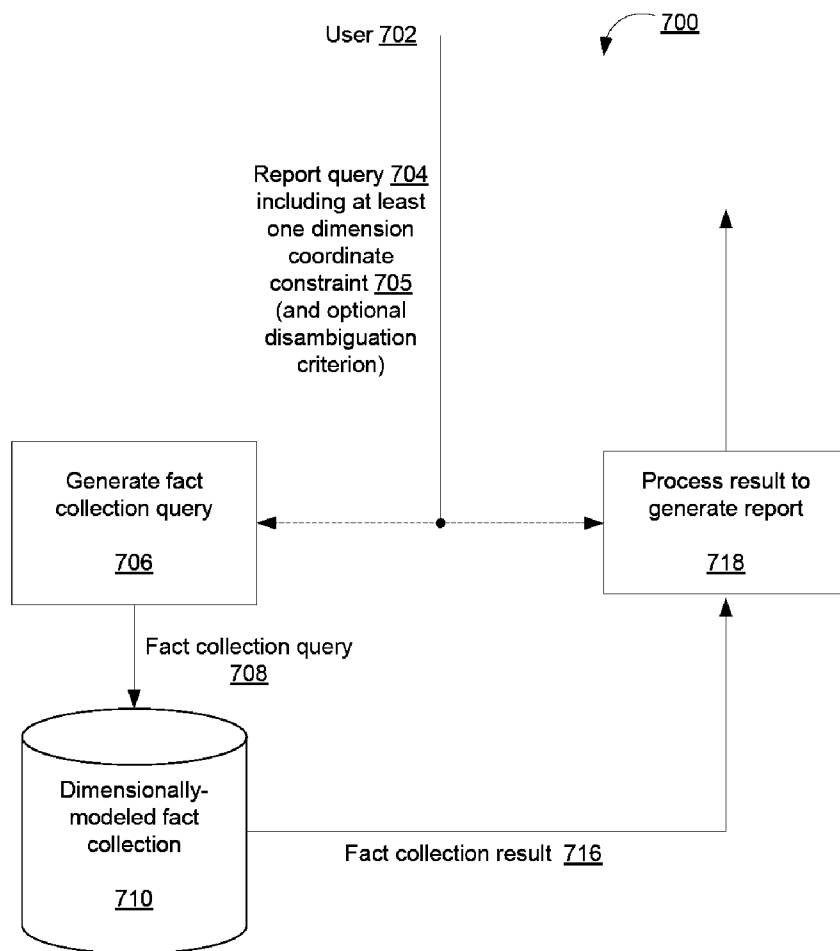 User 702
700
Report query 704
including at least
one dimension
coordinate
constraint 705
(and optional
disambiguation
criterion)
Generate fact
collection query
706
Process result to
generate report
718
Fact collection query
708
Dimensionally-
modeled fact
collection
710
Fact collection result 716